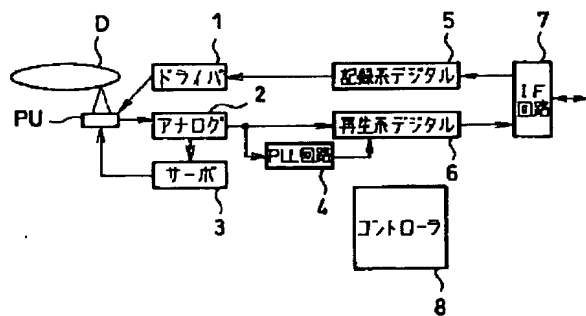 D
1
ドライバ
5
記録系デジタル
7
IF
回路
PU
2
アナログ
再生系デジタル
6
PLL回路
4
サーボ
3
コントローラ
8